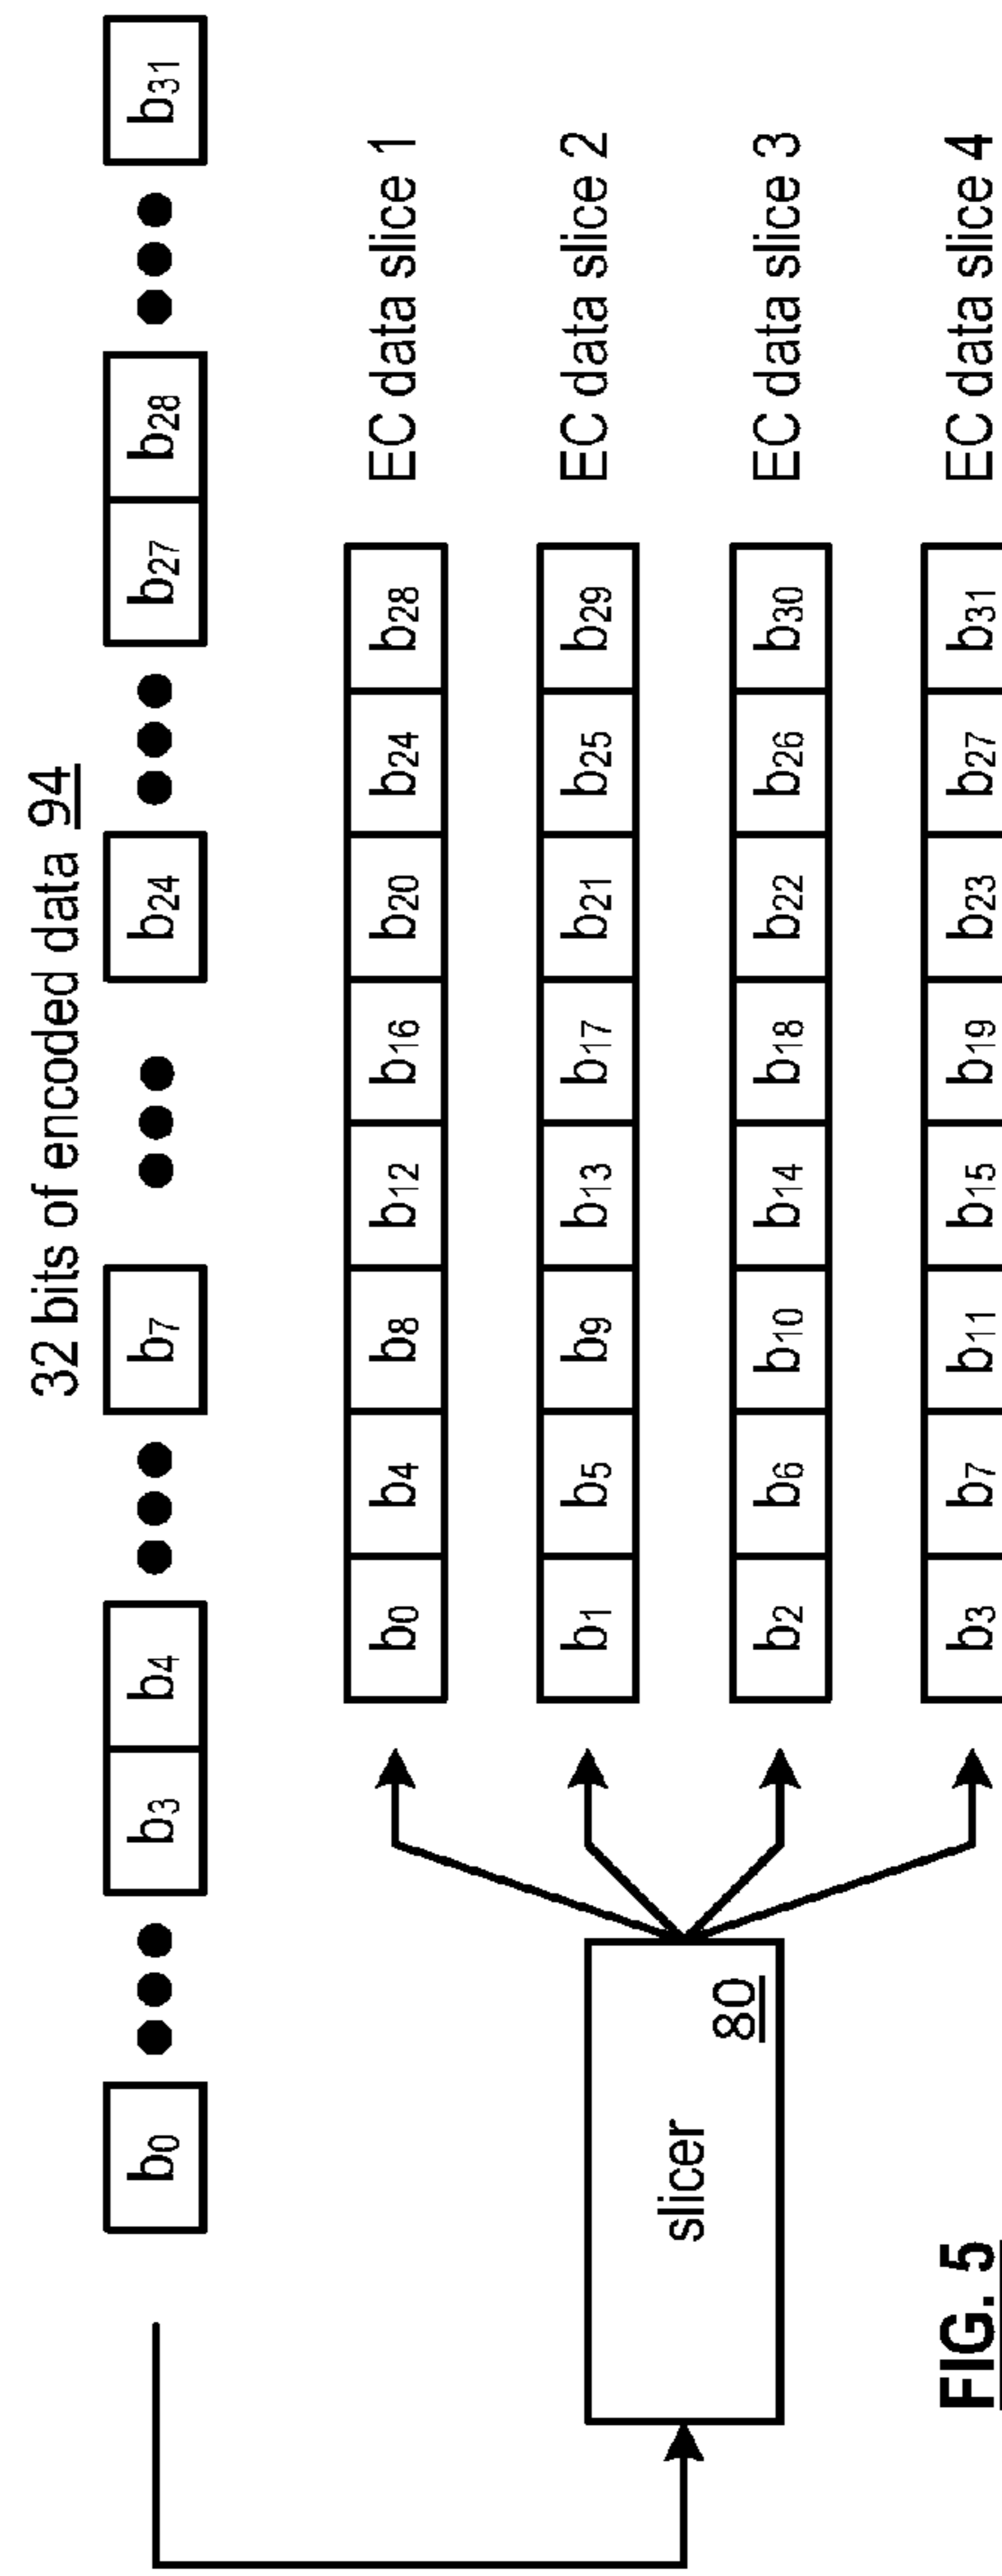 32 bits of encoded data 94
b0 ●●● b3 b4 ●●● b7 ●●● b24 ●●● b27 b28 ●●● b31
b0 b4 b8 b12 b16 b20 b24 b28 EC data slice 1
b1 b5 b9 b13 b17 b21 b25 b29 EC data slice 2
slicer 80
b2 b6 b10 b14 b18 b22 b26 b30 EC data slice 3
b3 b7 b11 b15 b19 b23 b27 b31 EC data slice 4
FIG. 5